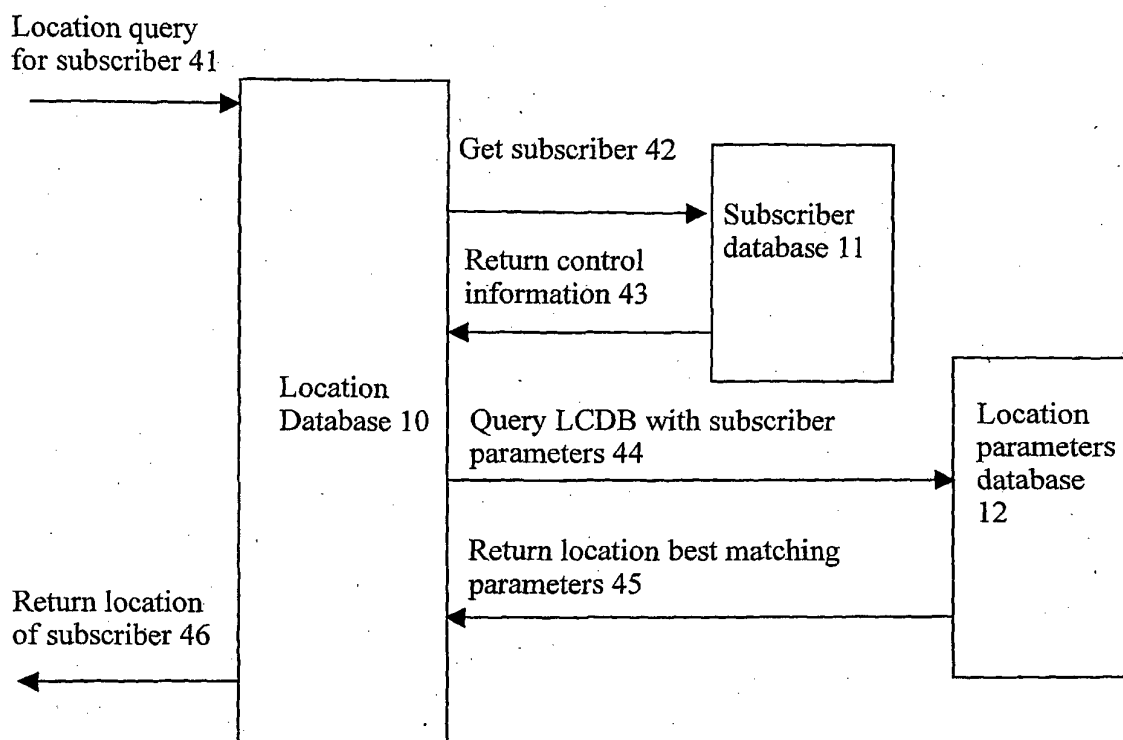 Location query
for subscriber 41
Get subscriber 42
Subscriber
database 11
Return control
information 43
Location
Database 10
Query LCDB with subscriber
parameters 44
Location
parameters
database
12
Return location best matching
parameters 45
Return location
of subscriber 46